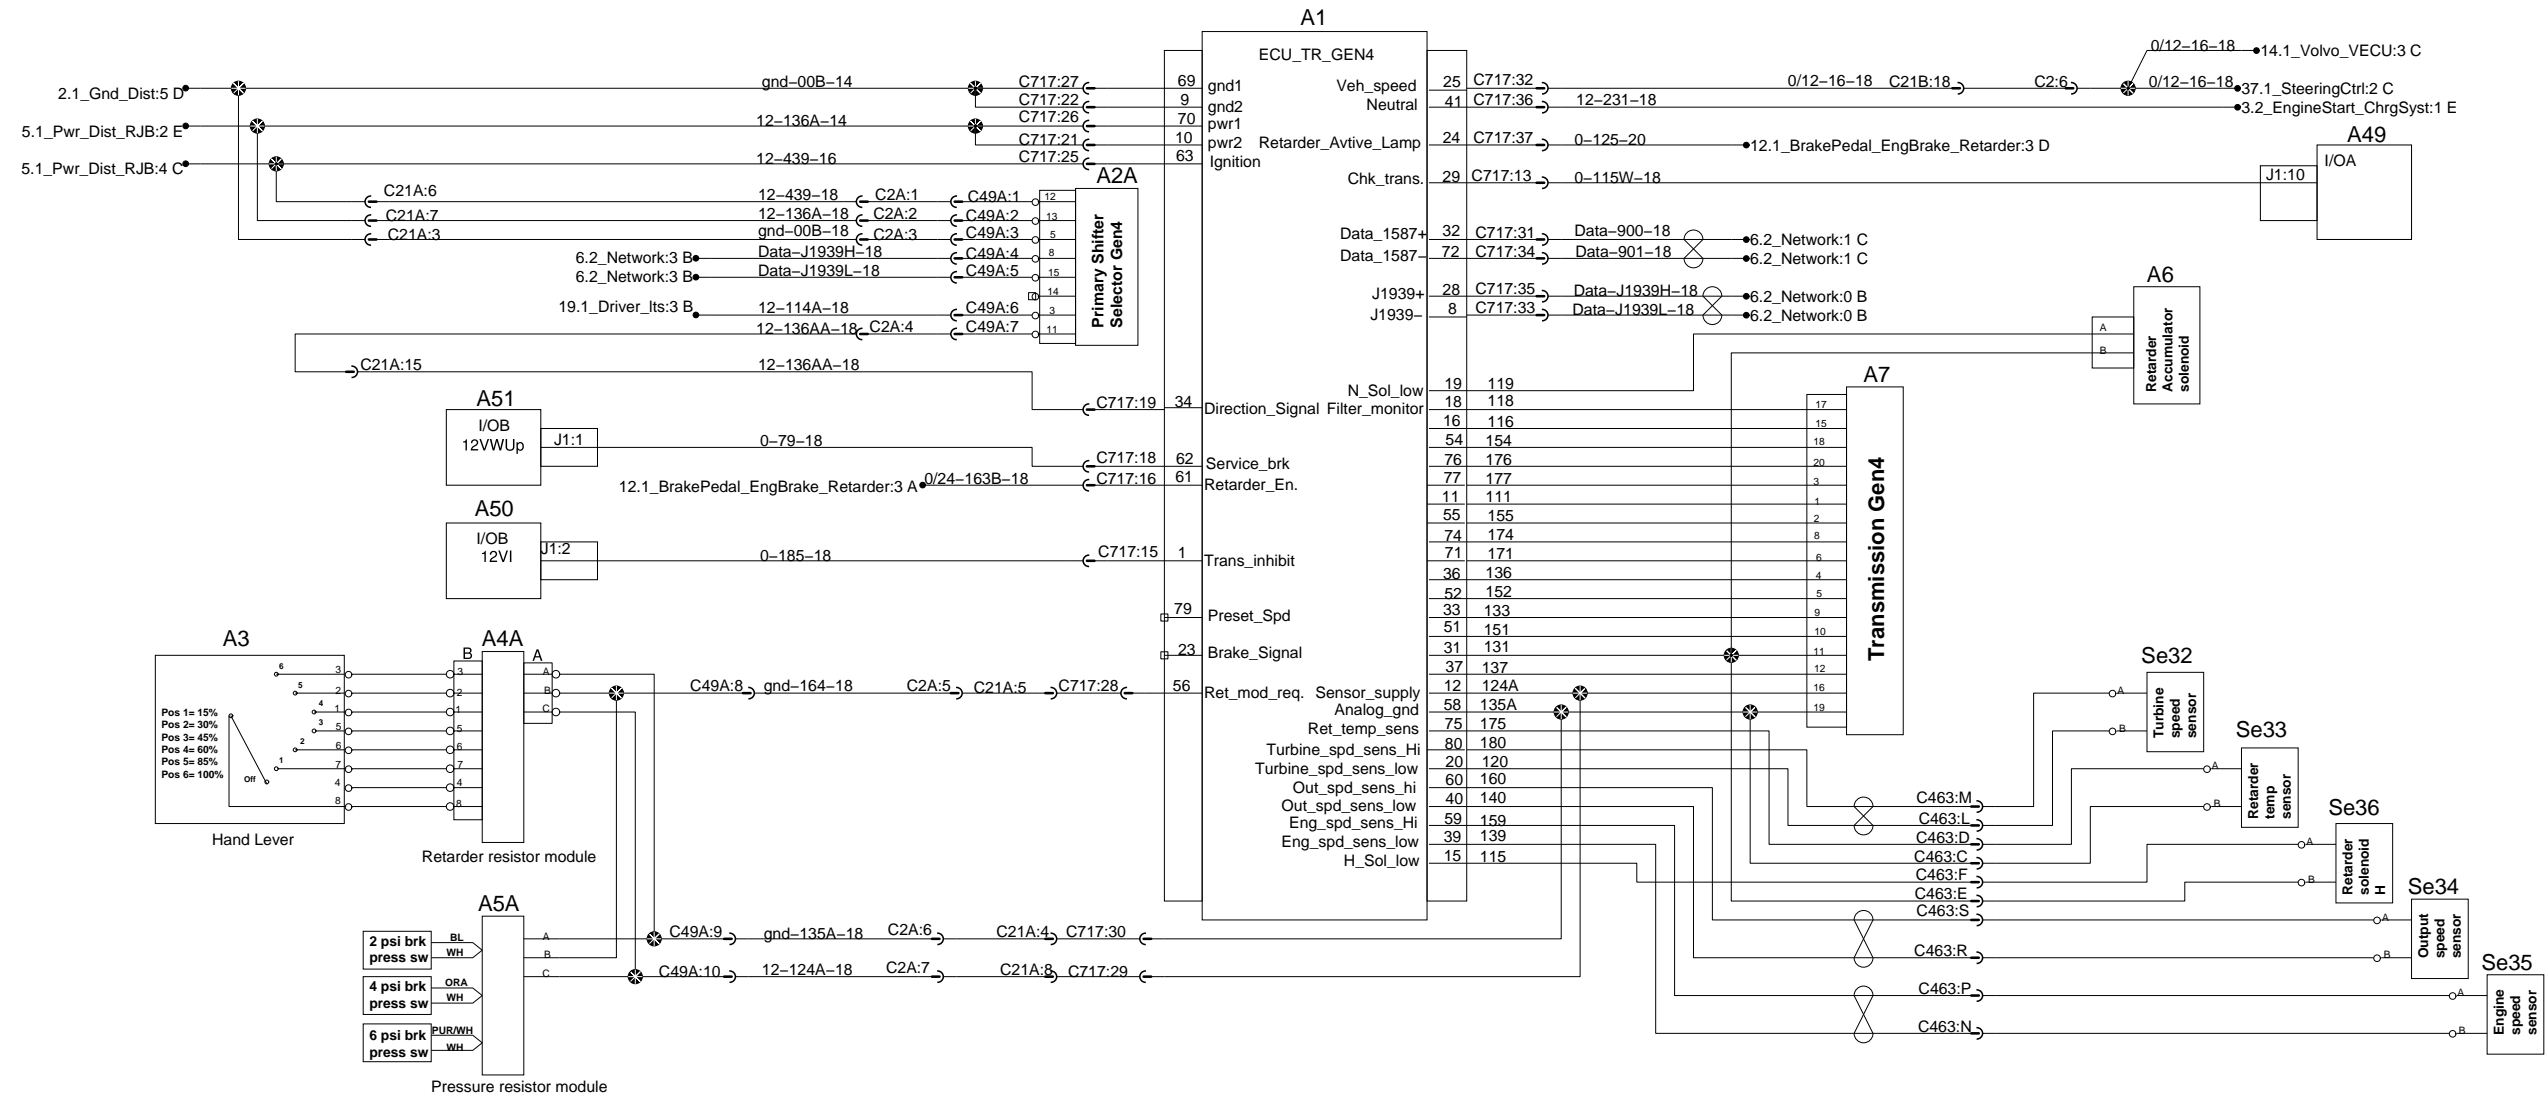 A1
ECU_TR_GEN4
2.1_Gnd_Dist:5 D
gnd−00B−14
C717:27
69
gnd1
C717:22
9
gnd2
5.1_Pwr_Dist_RJB:2 E
12−136A−14
C717:26
70
pwr1
C717:21
10
pwr2
5.1_Pwr_Dist_RJB:4 C
12−439−16
C717:25
63
Ignition
A2A
C21A:6
12−439−18
C2A:1
C49A:1
12
C21A:7
12−136A−18
C2A:2
C49A:2
13
C21A:3
gnd−00B−18
C2A:3
C49A:3
5
6.2_Network:3 B
Data−J1939H−18
C49A:4
8
6.2_Network:3 B
Data−J1939L−18
C49A:5
15
14
19.1_Driver_lts:3 B
12−114A−18
C49A:6
3
12−136AA−18
C2A:4
C49A:7
11
Primary Shifter
Selector Gen4
C21A:15
12−136AA−18
C717:19
34
Direction_Signal
A51
I/OB
12VWUp
J1:1
0−79−18
C717:18
62
Service_brk
12.1_BrakePedal_EngBrake_Retarder:3 A
0/24−163B−18
C717:16
61
Retarder_En.
A50
I/OB
12VI
J1:2
0−185−18
C717:15
1
Trans_inhibit
79
Preset_Spd
23
Brake_Signal
A3
6
5
4
3
2
1
Off
Pos 1= 15%
Pos 2= 30%
Pos 3= 45%
Pos 4= 60%
Pos 5= 85%
Pos 6= 100%
3
2
1
5
6
7
4
8
Hand Lever
A4A
B
A
3
2
1
5
6
7
4
8
A
B
C
Retarder resistor module
C49A:8
gnd−164−18
C2A:5
C21A:5
C717:28
56
Ret_mod_req.
A5A
2 psi brk
press sw
BL
WH
4 psi brk
press sw
ORA
WH
6 psi brk
press sw
PUR/WH
WH
A
B
C
Pressure resistor module
C49A:9
gnd−135A−18
C2A:6
C21A:4
C717:30
C49A:10
12−124A−18
C2A:7
C21A:8
C717:29
Veh_speed
25
C717:32
0/12−16−18
C21B:18
C2:6
0/12−16−18
14.1_Volvo_VECU:3 C
0/12−16−18
37.1_SteeringCtrl:2 C
Neutral
41
C717:36
12−231−18
3.2_EngineStart_ChrgSyst:1 E
Retarder_Avtive_Lamp
24
C717:37
0−125−20
12.1_BrakePedal_EngBrake_Retarder:3 D
A49
I/OA
J1:10
Chk_trans.
29
C717:13
0−115W−18
Data_1587+
32
C717:31
Data−900−18
6.2_Network:1 C
Data_1587−
72
C717:34
Data−901−18
6.2_Network:1 C
J1939+
28
C717:35
Data−J1939H−18
6.2_Network:0 B
J1939−
8
C717:33
Data−J1939L−18
6.2_Network:0 B
A6
A
B
Retarder
Accumulator
solenoid
N_Sol_low
19
119
A7
Filter_monitor
18
118
17
16
116
15
54
154
18
76
176
20
77
177
3
11
111
1
55
155
2
74
174
8
71
171
6
36
136
4
52
152
5
33
133
9
51
151
10
31
131
11
37
137
12
Sensor_supply
12
124A
16
Analog_gnd
58
135A
19
Transmission Gen4
Ret_temp_sens
75
175
Turbine_spd_sens_Hi
80
180
Turbine_spd_sens_low
20
120
Out_spd_sens_hi
60
160
Out_spd_sens_low
40
140
Eng_spd_sens_Hi
59
159
Eng_spd_sens_low
39
139
H_Sol_low
15
115
C463:M
C463:L
C463:D
C463:C
C463:F
C463:E
C463:S
C463:R
C463:P
C463:N
Se32
A
B
Turbine
speed
sensor
Se33
A
B
Retarder
temp
sensor
Se36
A
B
Retarder
solenoid
H
Se34
A
B
Output
speed
sensor
Se35
A
B
Engine
speed
sensor